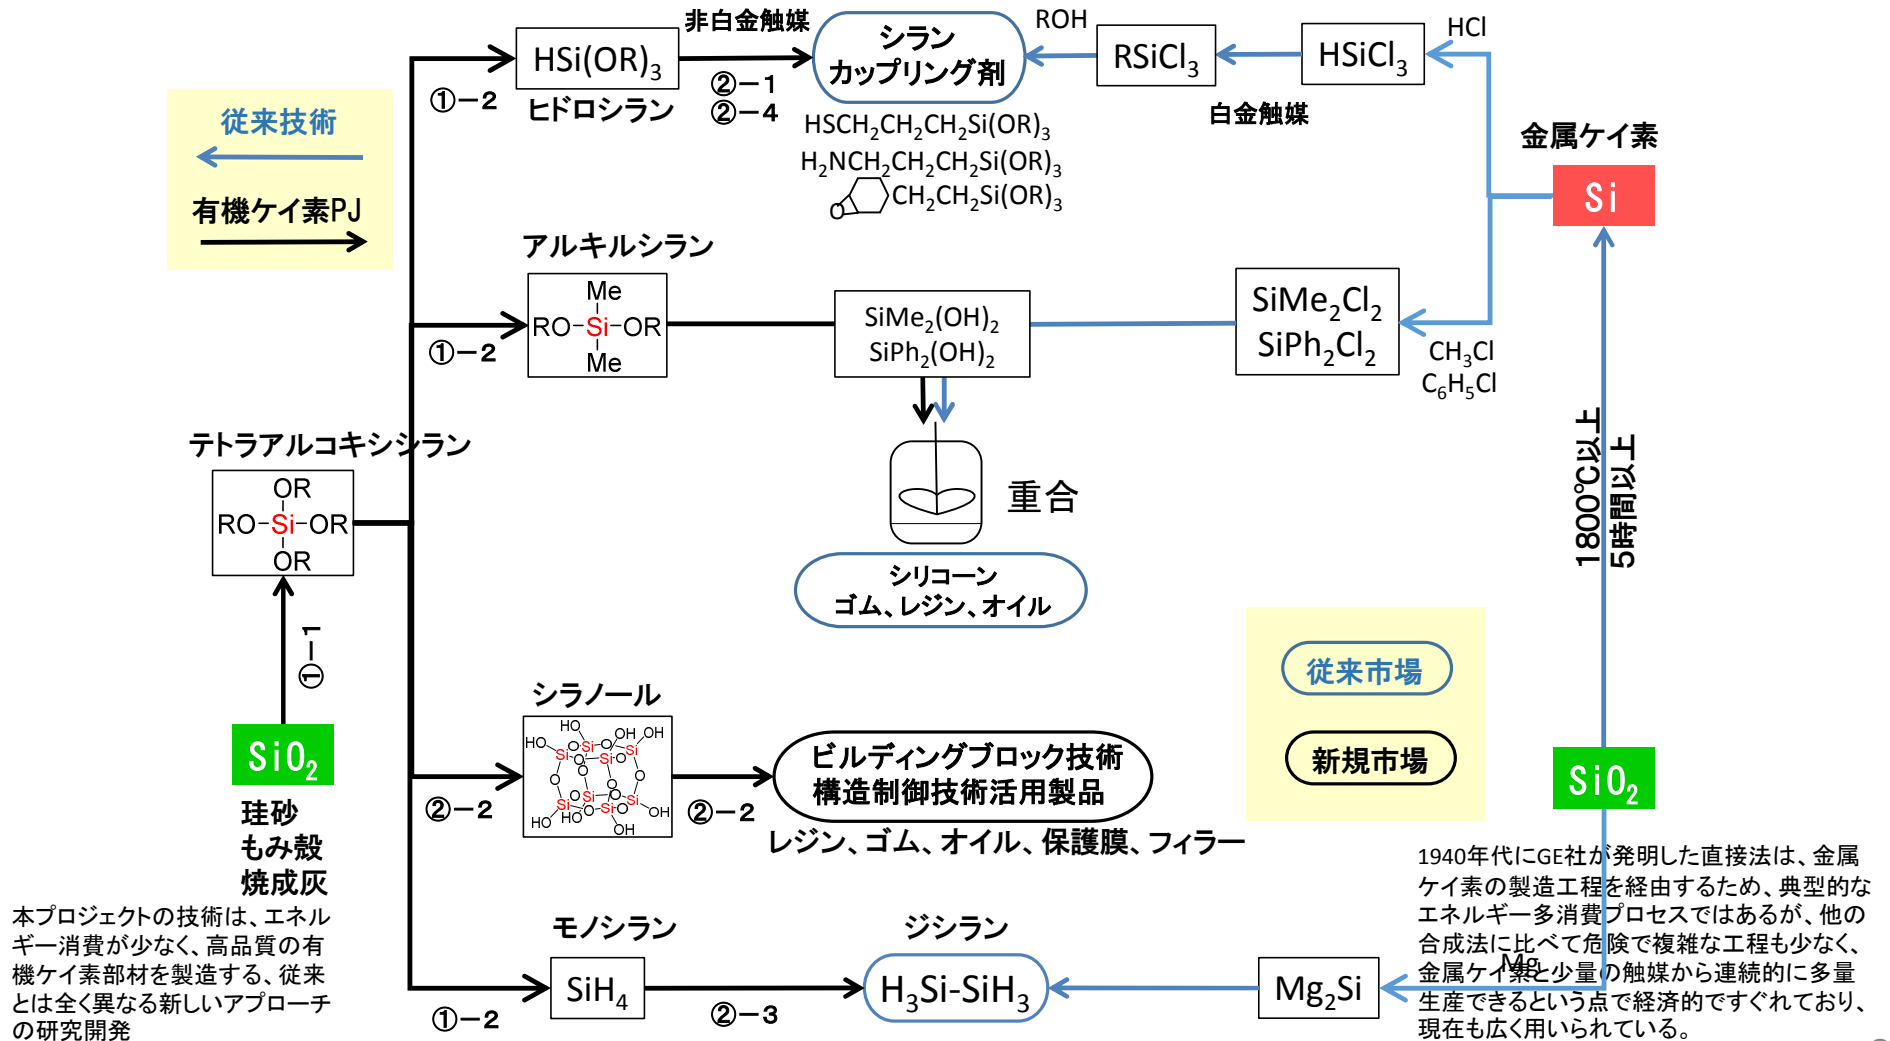 非白金触媒
ROH
HCl
HSi(OR)₃
②−1
②−4
シラン
カップリング剤
RSiCl₃
HSiCl₃
①−2
ヒドロシラン
白金触媒
従来技術
有機ケイ素PJ
HSCH₂CH₂CH₂Si(OR)₃
H₂NCH₂CH₂CH₂Si(OR)₃
O
CH₂CH₂Si(OR)₃
金属ケイ素
Si
アルキルシラン
Me
RO−Si−OR
Me
①−2
SiMe₂(OH)₂
SiPh₂(OH)₂
SiMe₂Cl₂
SiPh₂Cl₂
CH₃Cl
C₆H₅Cl
1800℃以上
5時間以上
テトラアルコキシシラン
OR
RO−Si−OR
OR
重合
シリコーン
ゴム、レジン、オイル
①−1
SiO₂
珪砂
もみ殻
焼成灰
従来市場
新規市場
シラノール
HO
HO
OH
OH
Si
O
Si
O
Si
O
Si
O
O
O
O
Si
O
Si
O
Si
O
Si
HO
HO
OH
OH
②−2
②−2
ビルディングブロック技術
構造制御技術活用製品
レジン、ゴム、オイル、保護膜、フィラー
SiO₂
本プロジェクトの技術は、エネル
ギー消費が少なく、高品質の有
機ケイ素部材を製造する、従来
とは全く異なる新しいアプローチ
の研究開発
モノシラン
SiH₄
①−2
②−3
ジシラン
H₃Si-SiH₃
Mg₂Si
Mg
1940年代にGE社が発明した直接法は、金属
ケイ素の製造工程を経由するため、典型的な
エネルギー多消費プロセスではあるが、他の
合成法に比べて危険で複雑な工程も少なく、
金属ケイ素と少量の触媒から連続的に多量
生産できるという点で経済的ですぐれており、
現在も広く用いられている。